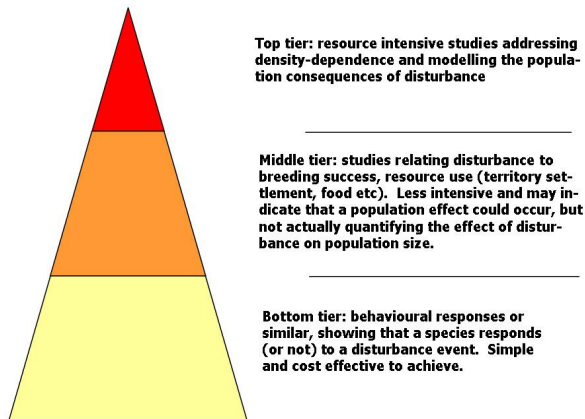 Top tier: resource intensive studies addressing
density-dependence and modelling the popula-
tion consequences of disturbance
Middle tier: studies relating disturbance to
breeding success, resource use (territory set-
tlement, food etc).  Less intensive and may in-
dicate that a population effect could occur, but
not actually quantifying the effect of distur-
bance on population size.
Bottom tier: behavioural responses or
similar, showing that a species responds
(or not) to a disturbance event.  Simple
and cost effective to achieve.